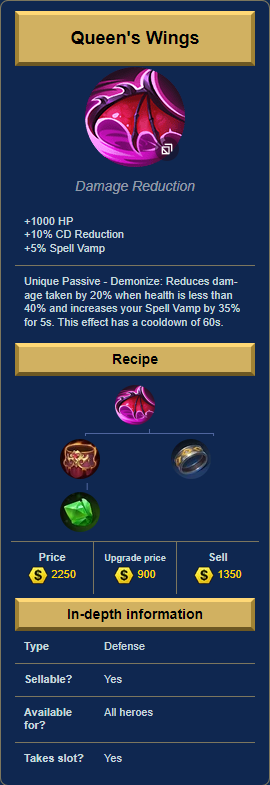 Queen's Wings
Damage Reduction
+1000 HP
+10% CD Reduction
+5% Spell Vamp
Unique Passive - Demonize: Reduces dam-
age taken by 20% when health is less than
40% and increases your Spell Vamp by 35%
for 5s. This effect has a cooldown of 60s.
Recipe
Price Upgrade price Sell
$ 2250 $ 900 $ 1350
In-depth information
Type Defense
Sellable? Yes
Available All heroes
for?
Takes slot? Yes